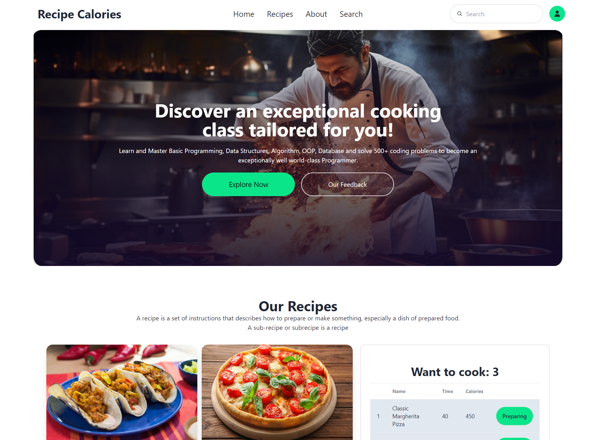 Recipe Calories
Home Recipes About Search
Search
Discover an exceptional cooking
class tailored for you!
Learn and Master Basic Programming, Data Structures, Algorithm, OOP, Database and solve 500+ coding problems to become an
exceptionally well world-class Programmer.
Explore Now
Our Feedback
Our Recipes
A recipe is a set of instructions that describes how to prepare or make something, especially a dish of prepared food.
A sub-recipe or subrecipe is a recipe
Want to cook: 3
Name Time Calories
1 Classic Margherita Pizza 40 450 Preparing